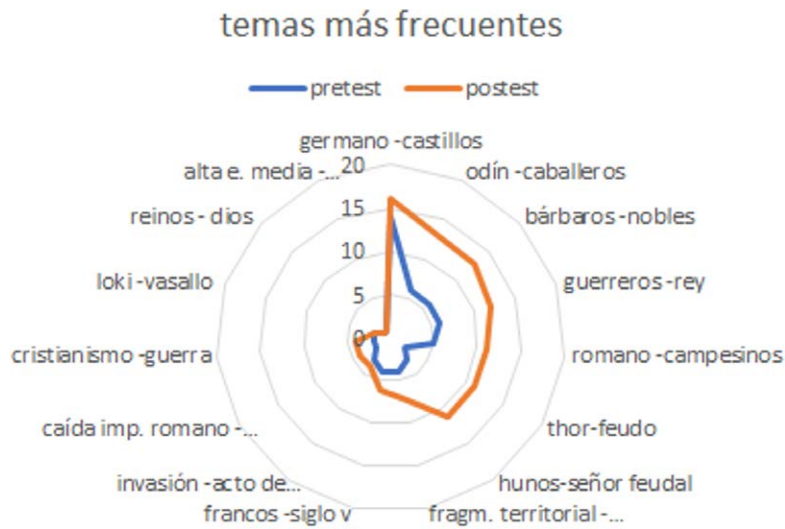 temas más frecuentes
pretest postest
germano -castillos
alta e. media -... 20 odín -caballeros
reinos - dios 15 bárbaros -nobles
10
loki -vasallo guerreros -rey
5
0
cristianismo -guerra romano -campesinos
caída imp. romano -... thor-feudo
invasión -acto de... hunos-señor feudal
francos -siglo v fragm. territorial -...